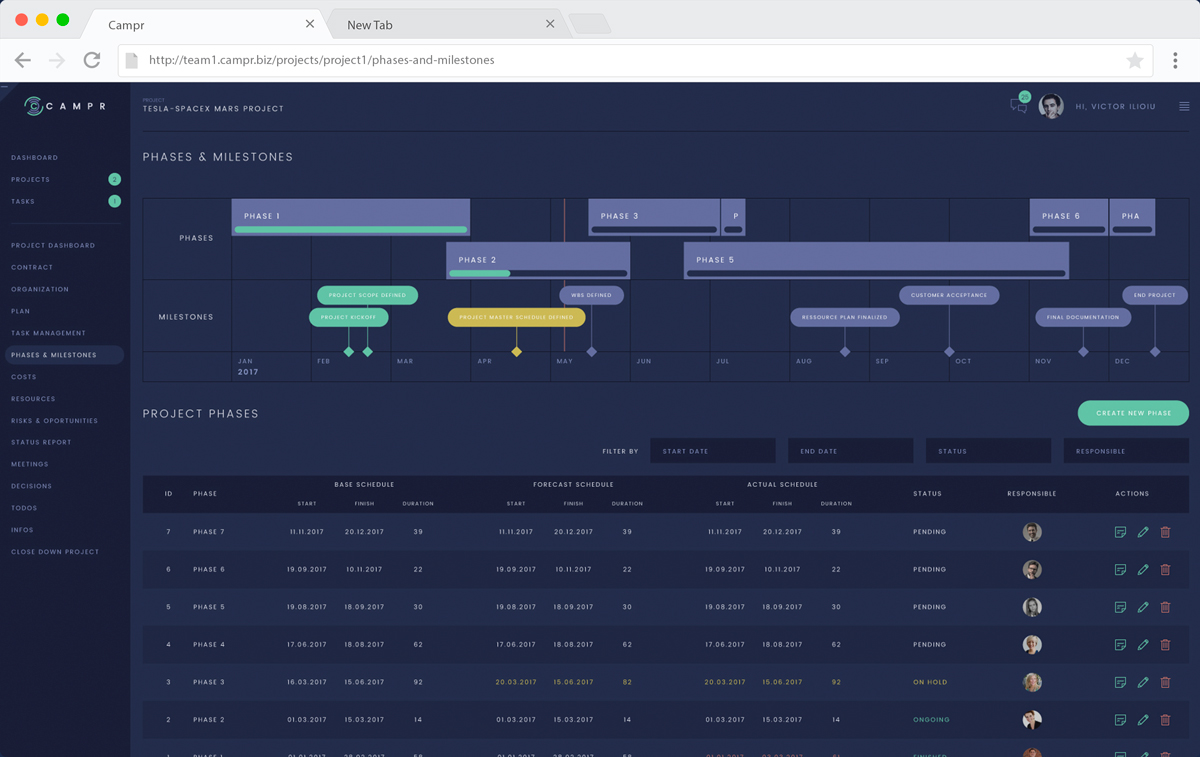 Campr
New Tab
http://team1.campr.biz/projects/project1/phases-and-milestones
CAMPR
PROJECT
TESLA-SPACEX MARS PROJECT
25
HI, VICTOR ILIOIU
DASHBOARD
PROJECTS 2
TASKS 1
PROJECT DASHBOARD
CONTRACT
ORGANIZATION
PLAN
TASK MANAGEMENT
PHASES & MILESTONES
COSTS
RESOURCES
RISKS & OPORTUNITIES
STATUS REPORT
MEETINGS
DECISIONS
TODOS
INFOS
CLOSE DOWN PROJECT
PHASES & MILESTONES
PHASES
PHASE 1 PHASE 3 P PHASE 6 PHA
PHASE 2 PHASE 5
MILESTONES
PROJECT SCOPE DEFINED WBS DEFINED CUSTOMER ACCEPTANCE END PROJECT
PROJECT KICKOFF PROJECT MASTER SCHEDULE DEFINED RESSOURCE PLAN FINALIZED FINAL DOCUMENTATION
JAN FEB MAR APR MAY JUN JUL AUG SEP OCT NOV DEC
2017
PROJECT PHASES
CREATE NEW PHASE
FILTER BY START DATE END DATE STATUS RESPONSIBLE
BASE SCHEDULE FORECAST SCHEDULE ACTUAL SCHEDULE
ID PHASE STATUS RESPONSIBLE ACTIONS
START FINISH DURATION START FINISH DURATION START FINISH DURATION
7 PHASE 7 11.11.2017 20.12.2017 39 11.11.2017 20.12.2017 39 11.11.2017 20.12.2017 39 PENDING
6 PHASE 6 19.09.2017 10.11.2017 22 19.09.2017 10.11.2017 22 19.09.2017 10.11.2017 22 PENDING
5 PHASE 5 19.08.2017 18.09.2017 30 19.08.2017 18.09.2017 30 19.08.2017 18.09.2017 30 PENDING
4 PHASE 4 17.06.2017 18.08.2017 62 17.06.2017 18.08.2017 62 17.06.2017 18.08.2017 62 PENDING
3 PHASE 3 16.03.2017 15.06.2017 92 20.03.2017 15.06.2017 82 20.03.2017 15.06.2017 92 ON HOLD
2 PHASE 2 01.03.2017 15.03.2017 14 01.03.2017 15.03.2017 14 01.03.2017 15.03.2017 14 ONGOING